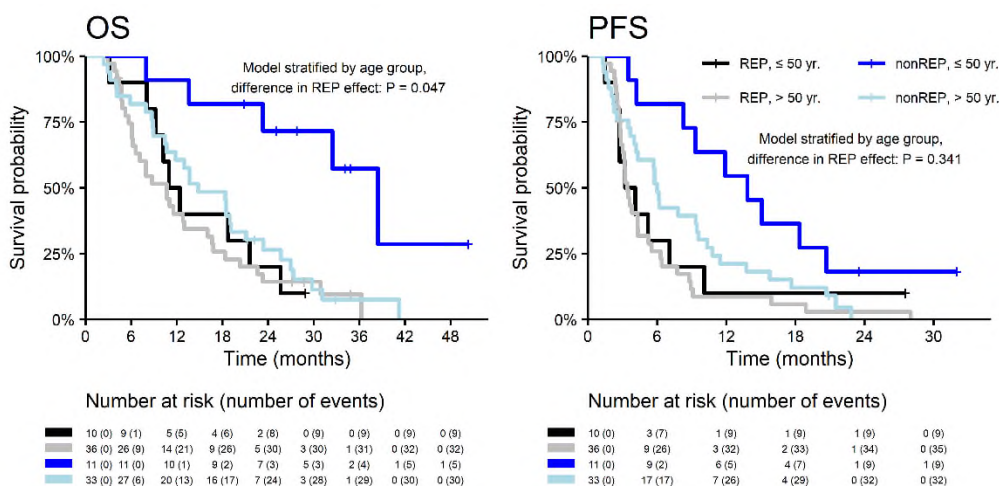 OS
PFS
100%
75%
50%
25%
0%
Survival probability
Model stratified by age group,
difference in REP effect: P = 0.047
0 6 12 18 24 30 36 42 48
Time (months)
100%
75%
50%
25%
0%
Survival probability
REP, ≤ 50 yr.
nonREP, ≤ 50 yr.
REP, > 50 yr.
nonREP, > 50 yr.
Model stratified by age group,
difference in REP effect: P = 0.341
0 6 12 18 24 30
Time (months)
Number at risk (number of events)
10 (0) 9 (1) 5 (5) 4 (6) 2 (8) 0 (9) 0 (9) 0 (9) 0 (9)
36 (0) 26 (9) 14 (21) 9 (26) 5 (30) 3 (30) 1 (31) 0 (32) 0 (32)
11 (0) 11 (0) 10 (1) 9 (2) 7 (3) 5 (3) 2 (4) 1 (5) 1 (5)
33 (0) 27 (6) 20 (13) 16 (17) 7 (24) 3 (28) 1 (29) 0 (30) 0 (30)
Number at risk (number of events)
10 (0) 3 (7) 1 (9) 1 (9) 1 (9) 0 (9)
36 (0) 9 (26) 3 (32) 2 (33) 1 (34) 0 (35)
11 (0) 9 (2) 6 (5) 4 (7) 1 (9) 1 (9)
33 (0) 17 (17) 7 (26) 4 (29) 0 (32) 0 (32)